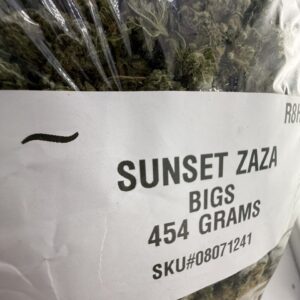 SUNSET ZAZA
BIGS
454 GRAMS
SKU#08071241